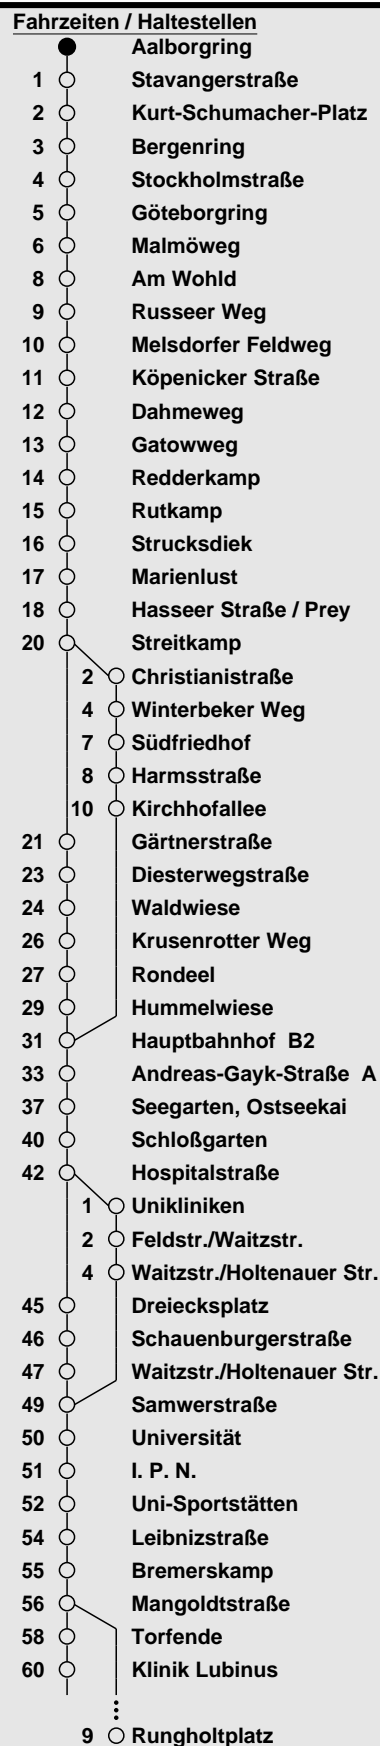 Fahrzeiten / Haltestellen
Aalborgring
1 Stavangerstraße
2 Kurt-Schumacher-Platz
3 Bergenring
4 Stockholmstraße
5 Göteborgring
6 Malmöweg
8 Am Wohld
9 Russeer Weg
10 Melsdorfer Feldweg
11 Köpenicker Straße
12 Dahmeweg
13 Gatowweg
14 Redderkamp
15 Rutkamp
16 Strucksdiek
17 Marienlust
18 Hasseer Straße / Prey
20 Streitkamp
2 Christianistraße
4 Winterbeker Weg
7 Südfriedhof
8 Harmsstraße
10 Kirchhofallee
21 Gärtnerstraße
23 Diesterwegstraße
24 Waldwiese
26 Krusenrotter Weg
27 Rondeel
29 Hummelwiese
31 Hauptbahnhof B2
33 Andreas-Gayk-Straße A
37 Seegarten, Ostseekai
40 Schloßgarten
42 Hospitalstraße
1 Unikliniken
2 Feldstr./Waitzstr.
4 Waitzstr./Holtenauer Str.
45 Dreiecksplatz
46 Schauenburgerstraße
47 Waitzstr./Holtenauer Str.
49 Samwerstraße
50 Universität
51 I. P. N.
52 Uni-Sportstätten
54 Leibnizstraße
55 Bremerskamp
56 Mangoldtstraße
58 Torfende
60 Klinik Lubinus
9 Rungholtplatz